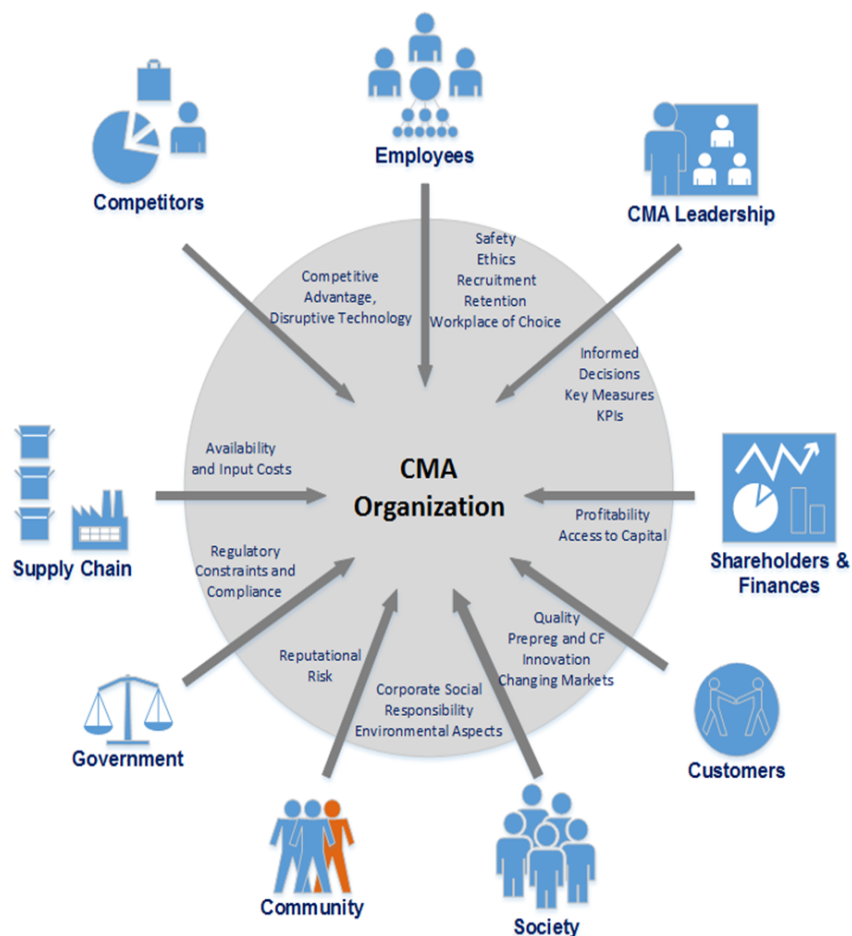 Employees
Competitors
CMA Leadership
Safety
Ethics
Recruitment
Retention
Workplace of Choice
Competitive
Advantage,
Disruptive Technology
Informed
Decisions
Key Measures
KPIs
Availability
and Input Costs
CMA
Organization
Profitability
Access to Capital
Supply Chain
Shareholders &
Finances
Regulatory
Constraints and
Compliance
Quality
Prepreg and CF
Innovation
Changing Markets
Reputational
Risk
Corporate Social
Responsibility
Environmental Aspects
Government
Customers
Community
Society